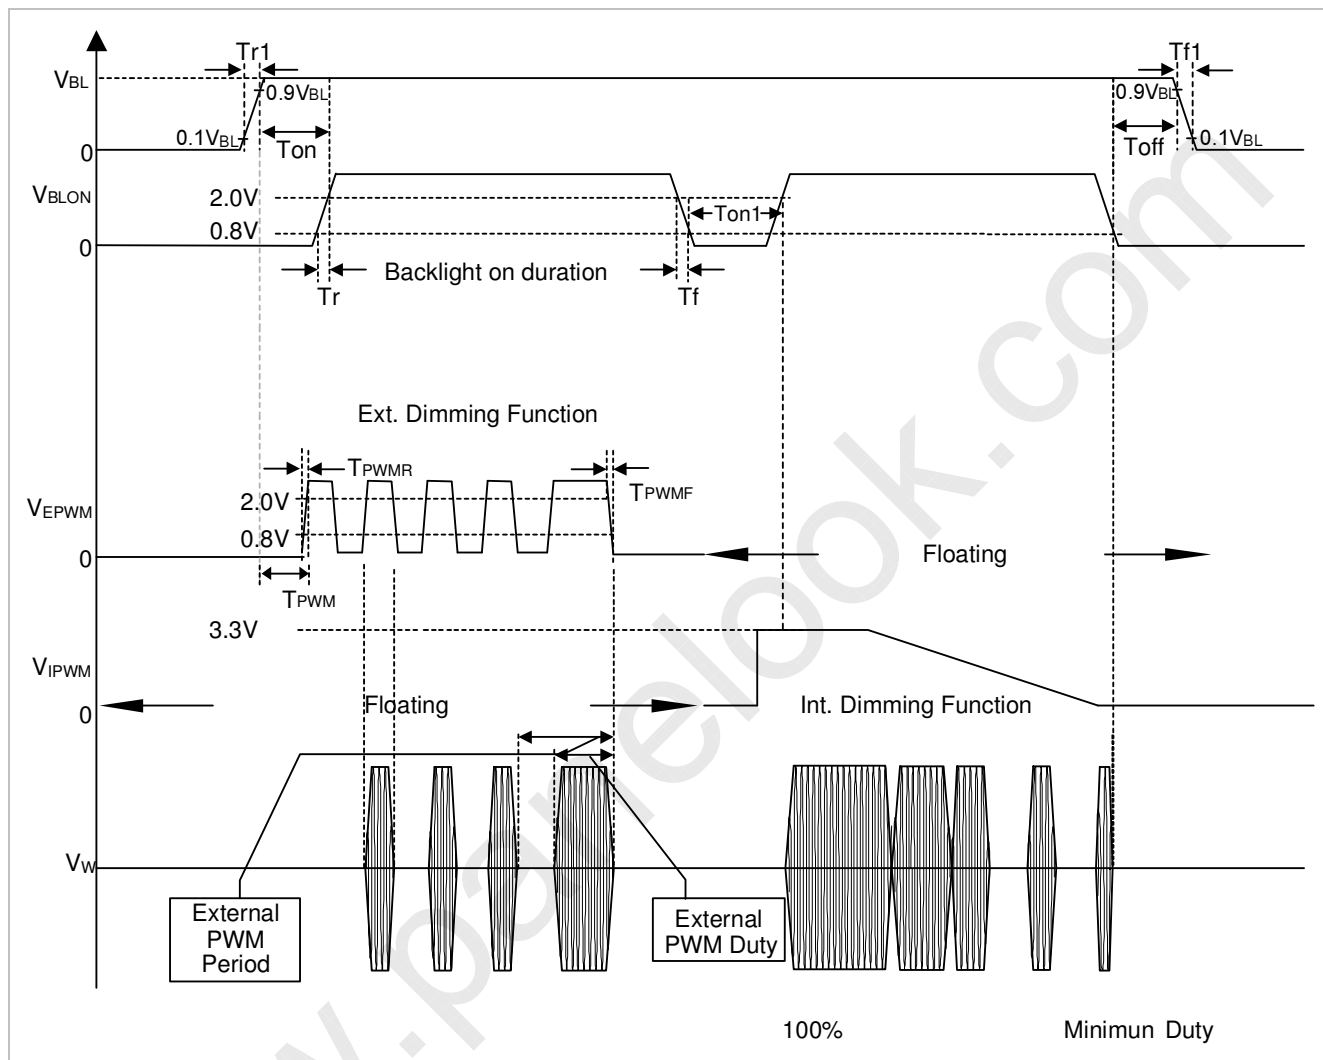 Tr1
Tf1
VBL
0.9VBL
0.9VBL
0.1VBL
Ton
Toff
0.1VBL
0
VBLON
2.0V
Ton1
0.8V
0
Backlight on duration
Tr
Tf
Ext. Dimming Function
TPWMR
TPWMF
VEPWM
2.0V
0.8V
0
Floating
TPWM
3.3V
VIPWM
0
Floating
Int. Dimming Function
VW
External
PWM
Period
External
PWM Duty
100%
Minimun Duty
www.panelook.com